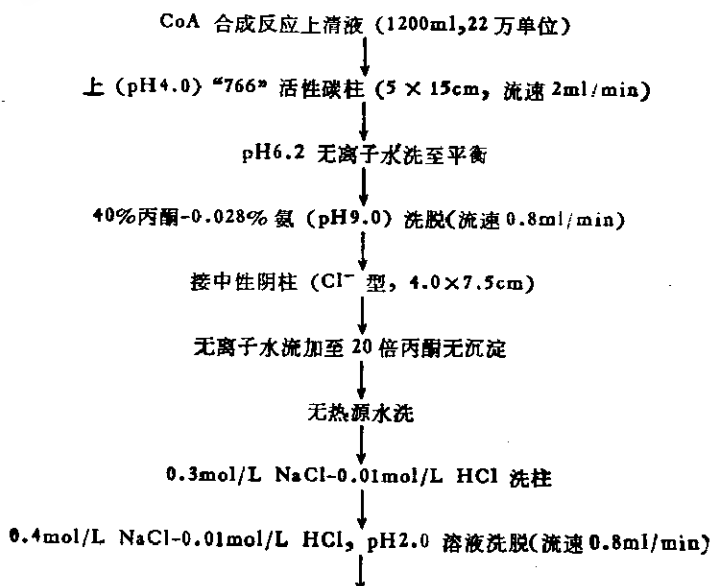 CoA 合成反应上清液 (1200ml,22 万单位)
上 (pH4.0) “766” 活性碳柱 (5 × 15cm, 流速 2ml/min)
pH6.2 无离子水洗至平衡
40%丙酮-0.028% 氨 (pH9.0) 洗脱(流速 0.8ml/min)
接中性阴柱 (Cl⁻ 型, 4.0×7.5cm)
无离子水流加至 20 倍丙酮无沉淀
无热源水洗
0.3mol/L NaCl-0.01mol/L HCl 洗柱
0.4mol/L NaCl-0.01mol/L HCl, pH2.0 溶液洗脱(流速 0.8ml/min)